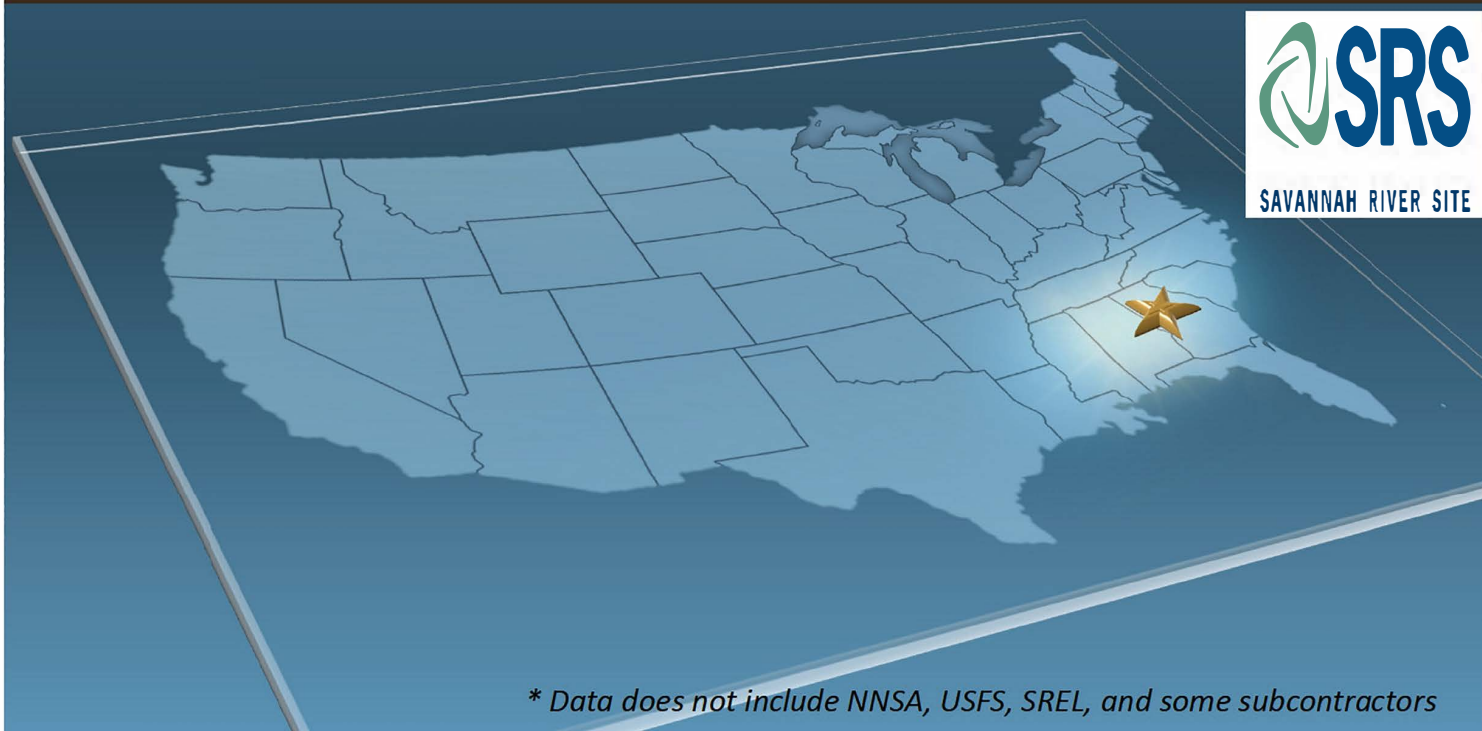 SRS
SAVANNAH RIVER SITE
* Data does not include NNSA, USFS, SREL, and some subcontractors